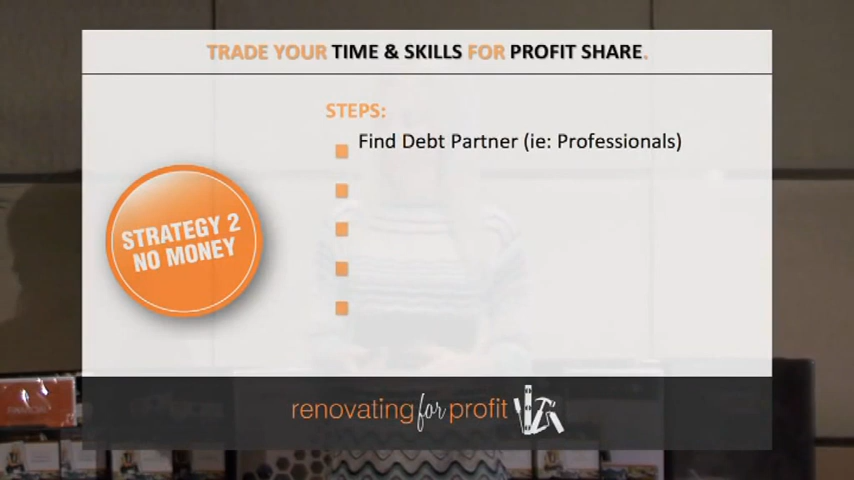 TRADE YOUR TIME & SKILLS FOR PROFIT SHARE.
STEPS:
Find Debt Partner (ie: Professionals)
STRATEGY 2
NO MONEY
renovating for profit